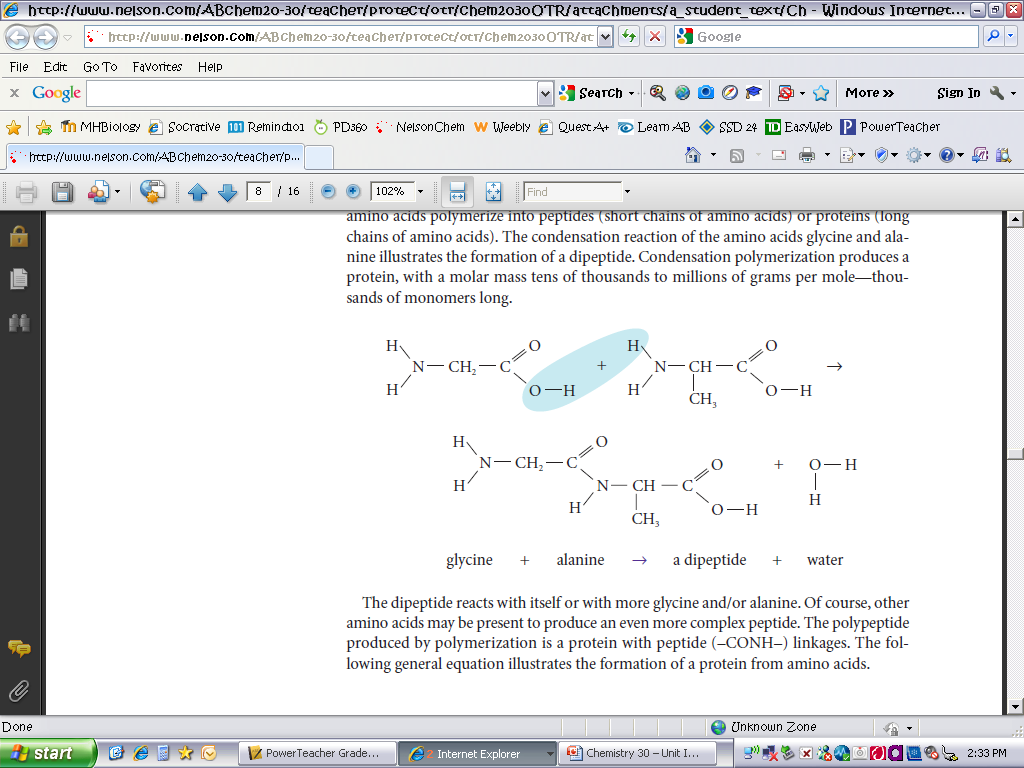 http://www.nelson.com/ABChem20-30/teacher/protect/otr/Chem2030OTR/attachments/a_student_text/Ch - Windows Internet...
http://www.nelson.com/ABChem20-30/teacher/protect/otr/Chem2030OTR/at
Google
File Edit Go To Favorites Help
x Google Search More >> Sign In
MHBiology Socrative Remind101 PD360 NelsonChem Weebly Quest A+ Learn AB SSD 24 EasyWeb PowerTeacher
http://www.nelson.com/ABChem20-30/teacher/p...
8 / 16 102% Find
amino acids polymerize into peptides (short chains of amino acids) or proteins (long
chains of amino acids). The condensation reaction of the amino acids glycine and ala-
nine illustrates the formation of a dipeptide. Condensation polymerization produces a
protein, with a molar mass tens of thousands to millions of grams per mole—thou-
sands of monomers long.
H O H O
N — CH₂ — C + N — CH — C →
H O — H H CH₃ O — H
H O
N — CH₂ — C O + O — H
H N — CH — C H
H CH₃ O — H
glycine + alanine → a dipeptide + water
The dipeptide reacts with itself or with more glycine and/or alanine. Of course, other
amino acids may be present to produce an even more complex peptide. The polypeptide
produced by polymerization is a protein with peptide (–CONH–) linkages. The fol-
lowing general equation illustrates the formation of a protein from amino acids.
Done Unknown Zone
start PowerTeacher Grade... Internet Explorer Chemistry 30 – Unit I... 2:33 PM